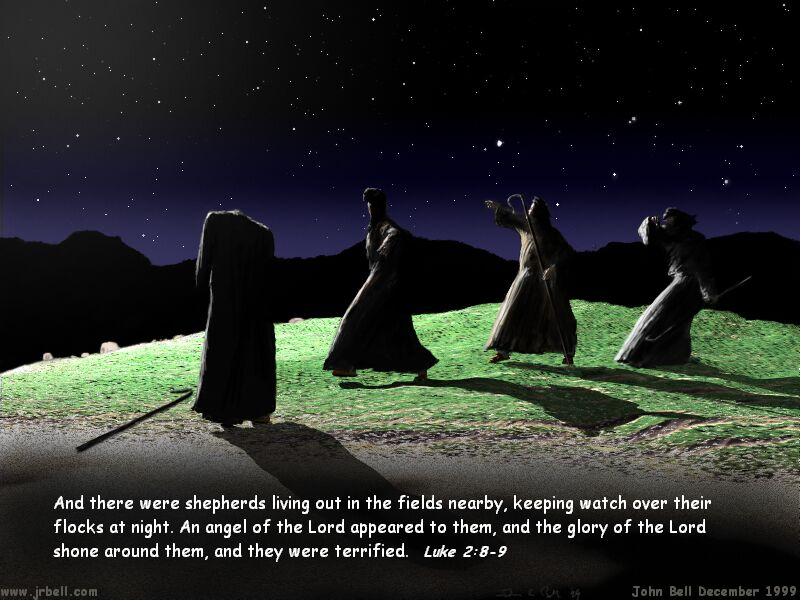 And there were shepherds living out in the fields nearby, keeping watch over their
flocks at night. An angel of the Lord appeared to them, and the glory of the Lord
shone around them, and they were terrified. Luke 2:8-9
www.jrbell.com
John Bell December 1999